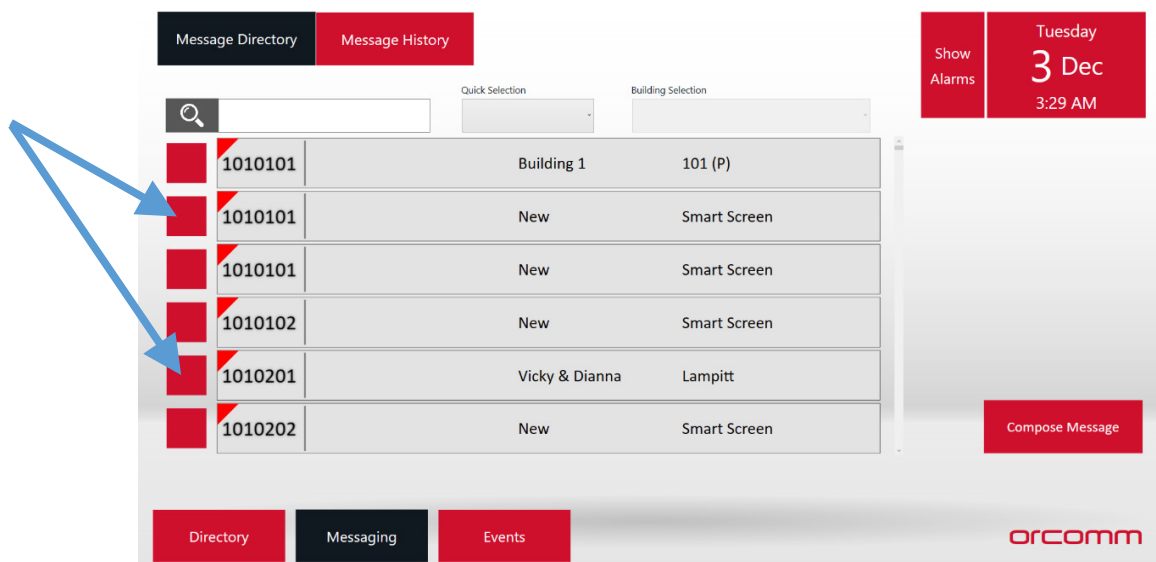 Message Directory
Message History
Show
Alarms
Tuesday
3 Dec
3:29 AM
Quick Selection
Building Selection
1010101 Building 1 101 (P)
1010101 New Smart Screen
1010101 New Smart Screen
1010102 New Smart Screen
1010201 Vicky & Dianna Lampitt
1010202 New Smart Screen
Compose Message
Directory
Messaging
Events
orcomm